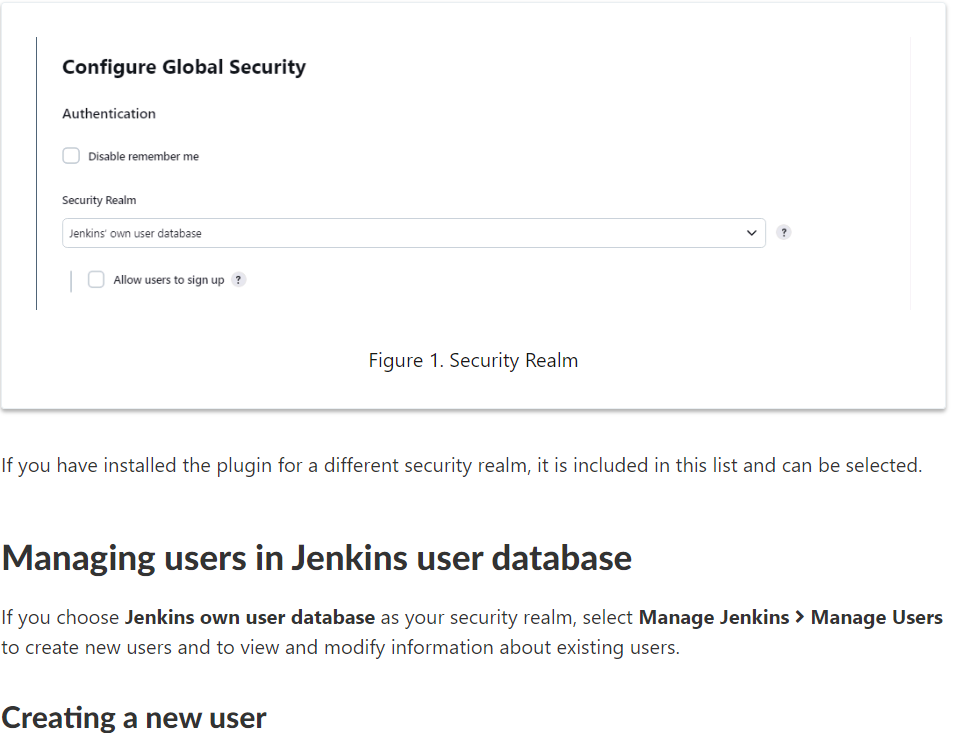 Configure Global Security
Authentication
Disable remember me
Security Realm
Jenkins' own user database
?
Allow users to sign up ?
Figure 1. Security Realm
If you have installed the plugin for a different security realm, it is included in this list and can be selected.
Managing users in Jenkins user database
If you choose Jenkins own user database as your security realm, select Manage Jenkins > Manage Users
to create new users and to view and modify information about existing users.
Creating a new user